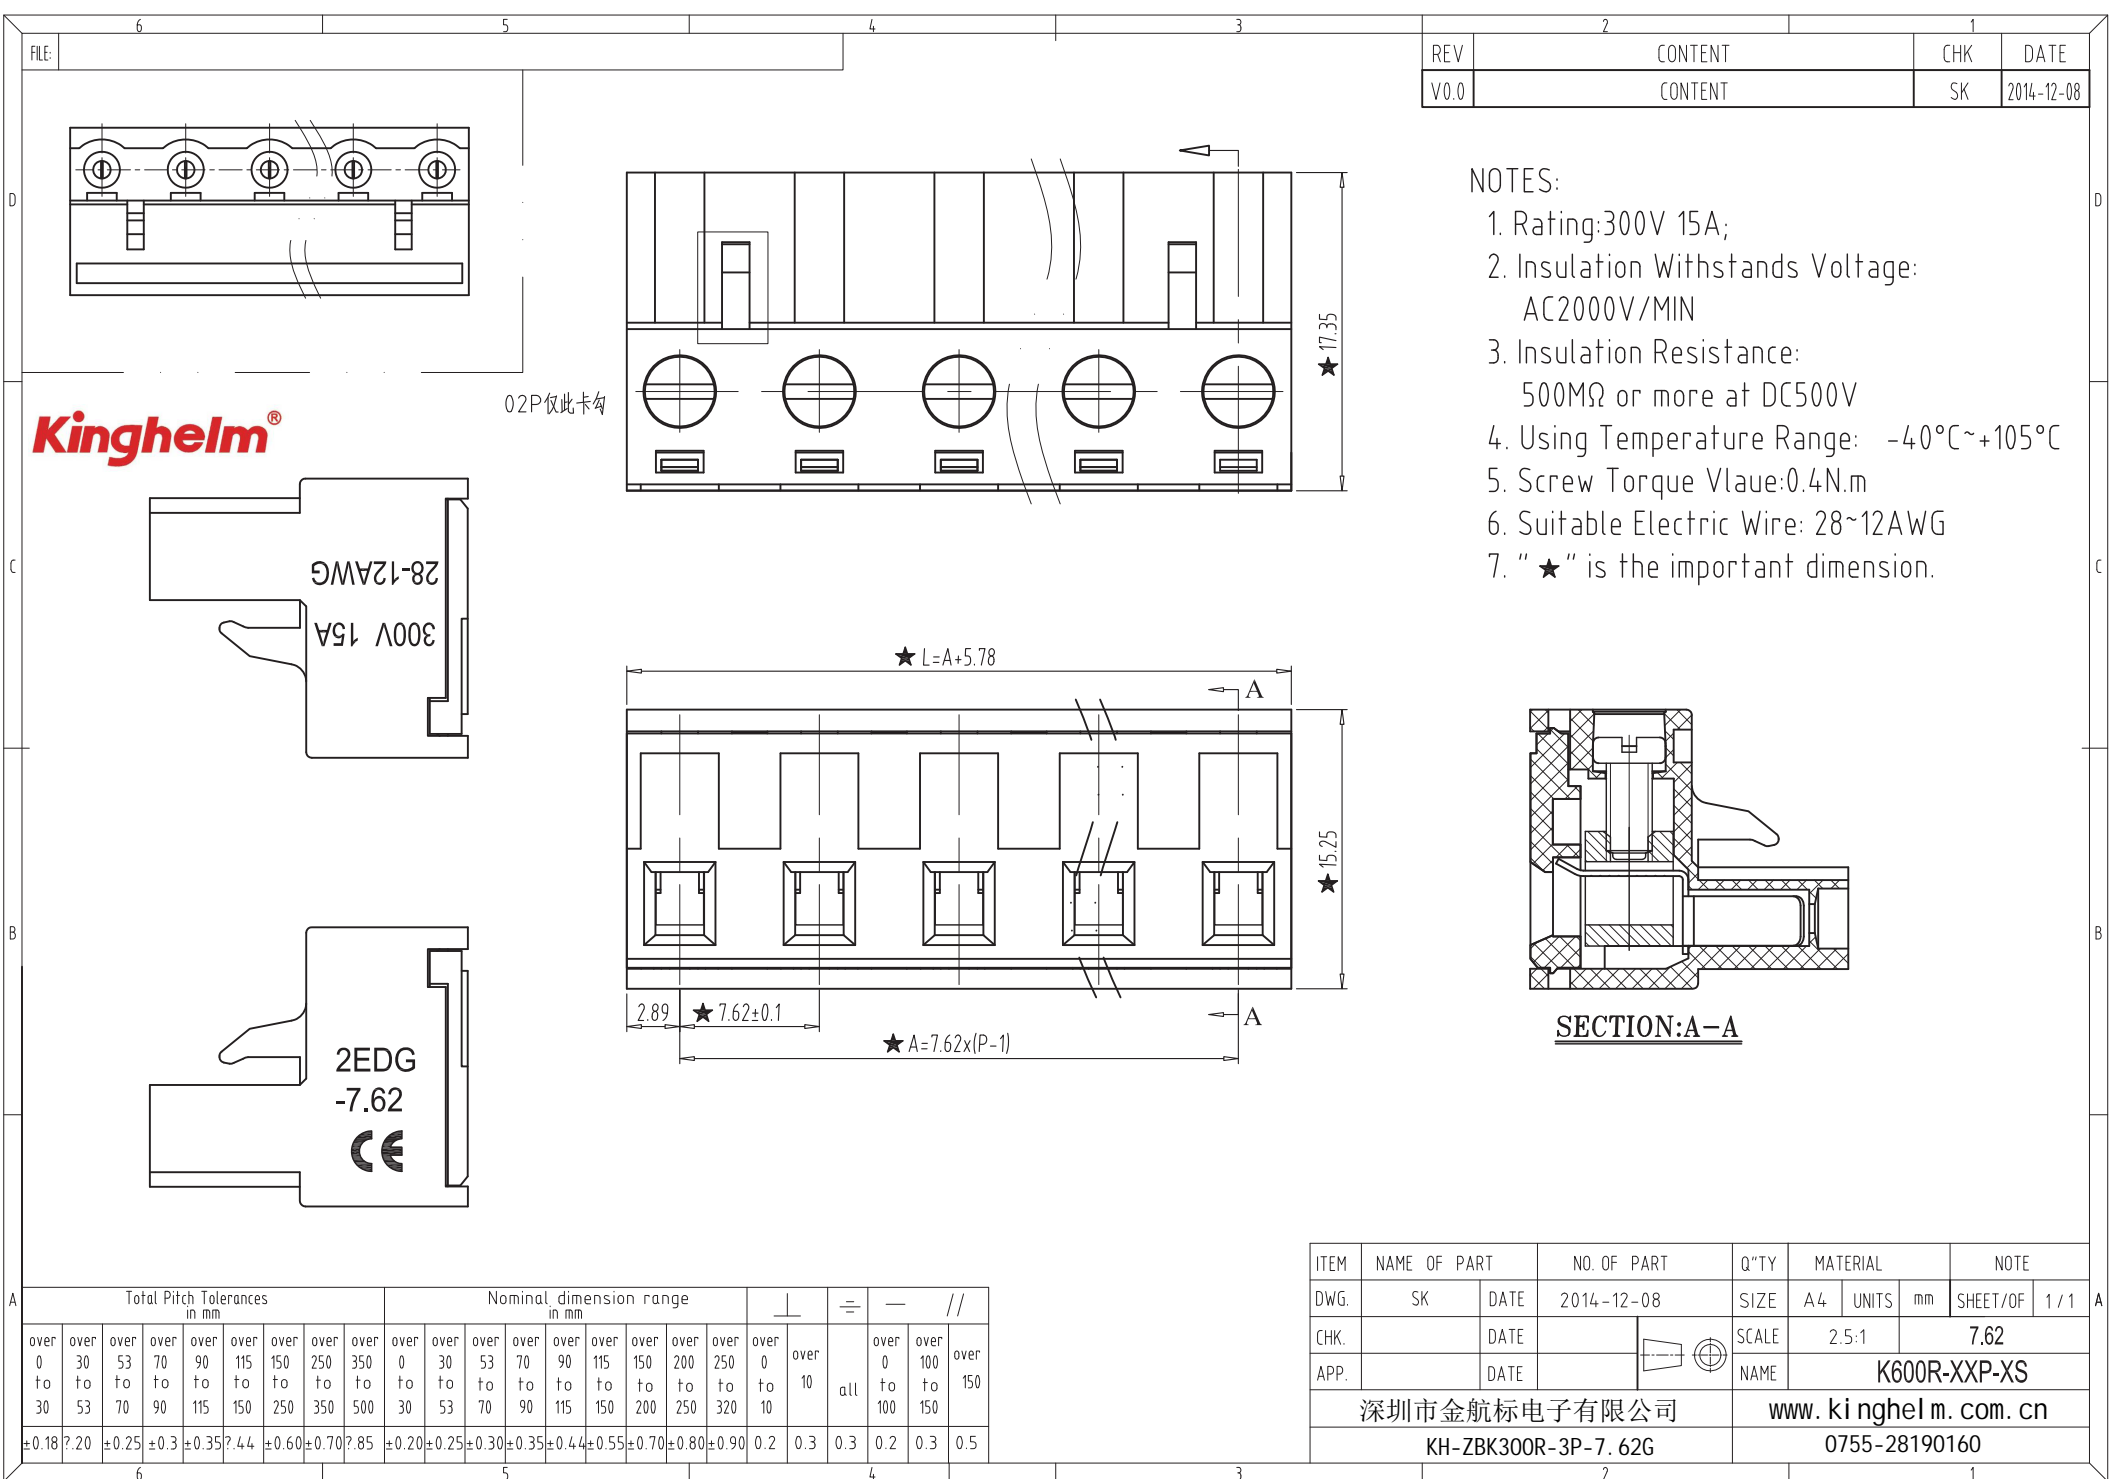 6 5 4 3 2 1
FILE:
REV CONTENT CHK DATE
V0.0 CONTENT SK 2014-12-08
D D
NOTES:
1. Rating:300V 15A;
2. Insulation Withstands Voltage:
AC2000V/MIN
3. Insulation Resistance:
500MΩ or more at DC500V
4. Using Temperature Range: -40°C~+105°C
5. Screw Torque Vlaue:0.4N.m
6. Suitable Electric Wire: 28~12AWG
7. "★" is the important dimension.
★ 17.35
02P仅此卡勾
Kinghelm®
C C
28-12AWG
300V 15A
★ L=A+5.78
A
★ 15.25
2.89 ★ 7.62±0.1
A
★ A=7.62x(P-1)
SECTION:A-A
B B
2EDG
-7.62
CE
A A
Total Pitch Tolerances in mm
Nominal dimension range in mm
⊥ ⌯ — //
over 0 to 30 over 30 to 53 over 53 to 70 over 70 to 90 over 90 to 115 over 115 to 150 over 150 to 250 over 250 to 350 over 350 to 500 over 0 to 30 over 30 to 53 over 53 to 70 over 70 to 90 over 90 to 115 over 115 to 150 over 150 to 200 over 200 to 250 over 250 to 320 over 0 to 10 over 10 all over 0 to 100 over 100 to 150 over 150
±0.18 ?.20 ±0.25 ±0.3 ±0.35 ?.44 ±0.60 ±0.70 ?.85 ±0.20 ±0.25 ±0.30 ±0.35 ±0.44 ±0.55 ±0.70 ±0.80 ±0.90 0.2 0.3 0.3 0.2 0.3 0.5
ITEM NAME OF PART NO. OF PART Q"TY MATERIAL NOTE
DWG. SK DATE 2014-12-08 SIZE A4 UNITS mm SHEET/OF 1/1
CHK. DATE SCALE 2.5:1 7.62
APP. DATE NAME K600R-XXP-XS
深圳市金航标电子有限公司 www.kinghelm.com.cn
KH-ZBK300R-3P-7.62G 0755-28190160
6 5 4 3 2 1